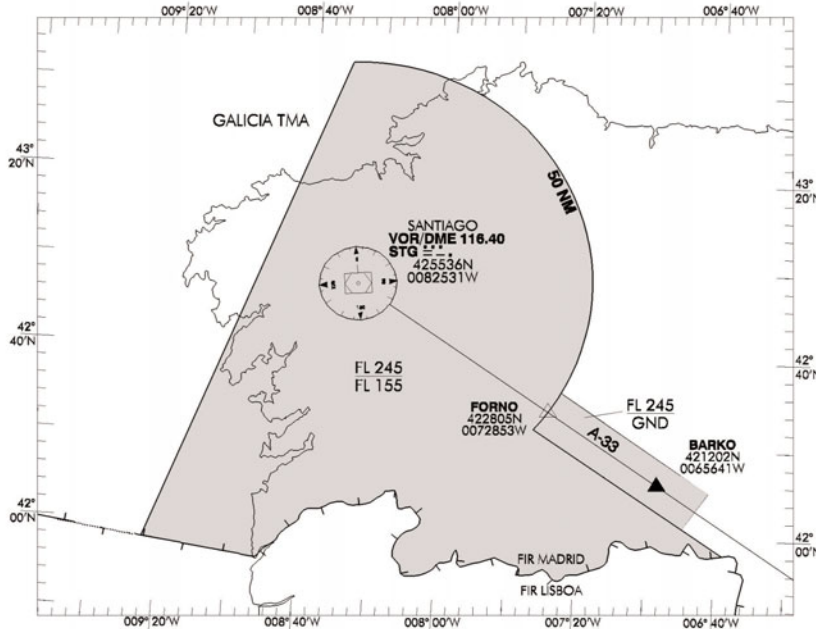 009°20'W
008°40'W
008°00'W
007°20'W
006°40'W
GALICIA TMA
43°
20'N
43°
20'N
50 NM
SANTIAGO
VOR/DME 116.40
STG
425536N
0082531W
42°
40'N
42°
40'N
FL 245
FL 155
FORNO
422805N
0072853W
FL 245
GND
A-33
BARKO
421202N
0065641W
42°
00'N
42°
00'N
FIR MADRID
FIR LISBOA
009°20'W
008°40'W
008°00'W
007°20'W
006°40'W